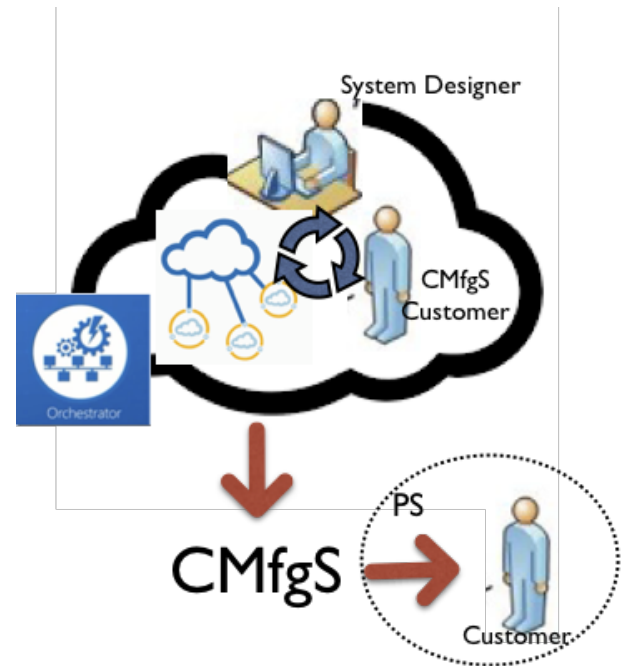 System Designer
CMfgS
Customer
Orchestrator
PS
CMfgS
Customer